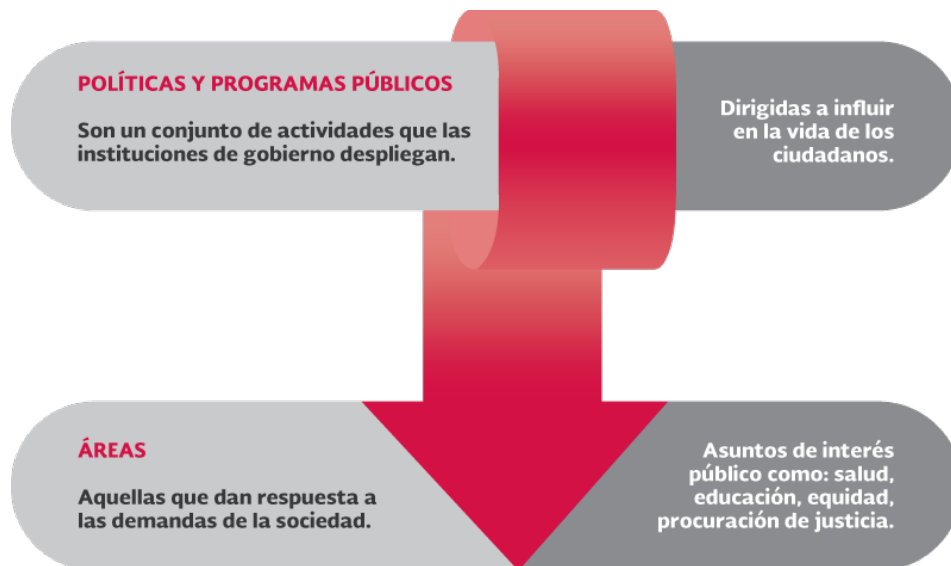 POLÍTICAS Y PROGRAMAS PÚBLICOS
Son un conjunto de actividades que las
instituciones de gobierno despliegan.
Dirigidas a influir
en la vida de los
ciudadanos.
ÁREAS
Aquellas que dan respuesta a
las demandas de la sociedad.
Asuntos de interés
público como: salud,
educación, equidad,
procuración de justicia.